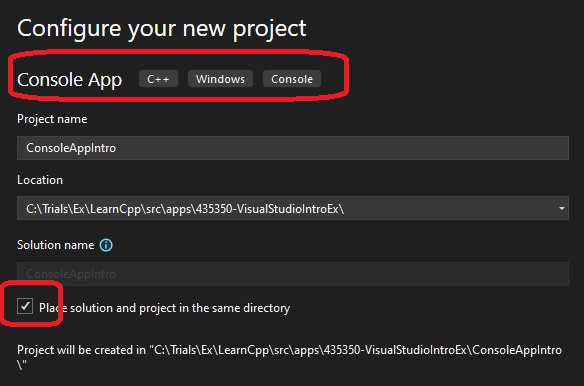 Configure your new project
Console App C++ Windows Console
Project name
ConsoleAppIntro
Location
C:\Trials\Ex\LearnCpp\src\apps\435350-VisualStudioIntroEx\
Solution name
ConsoleAppIntro
Place solution and project in the same directory
Project will be created in "C:\Trials\Ex\LearnCpp\src\apps\435350-VisualStudioIntroEx\ConsoleAppIntro
\"